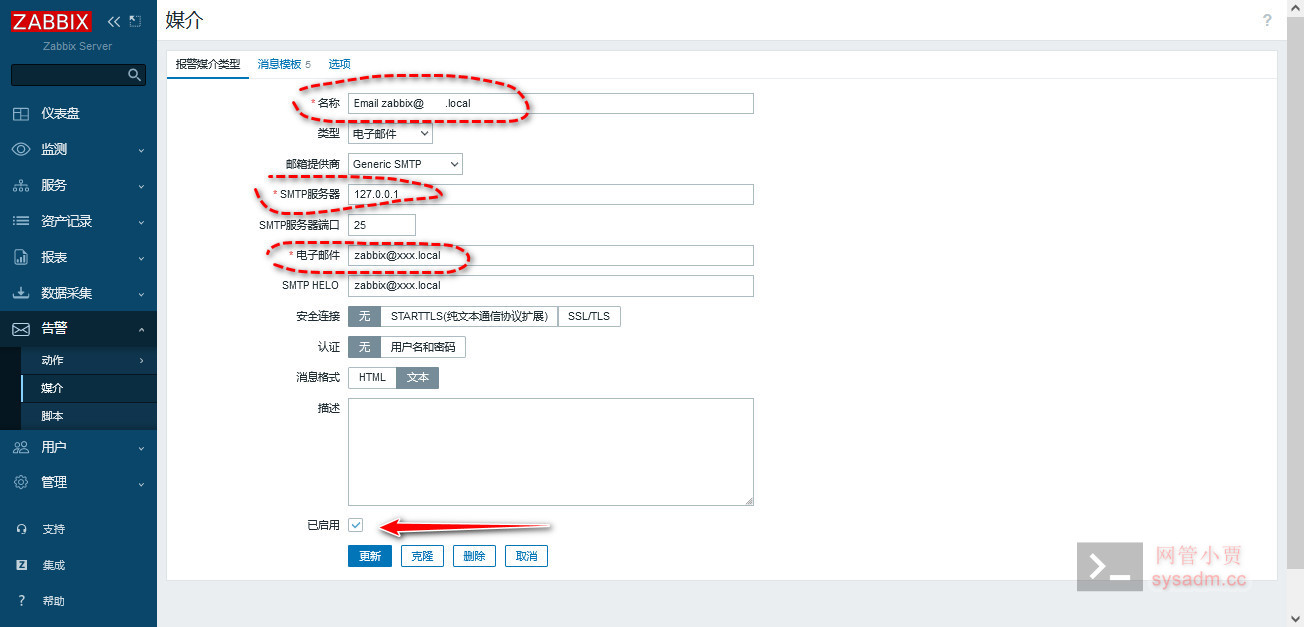 ZABBIX
Zabbix Server
仪表盘
监测
服务
资产记录
报表
数据采集
告警
动作
媒介
脚本
用户
管理
支持
Z 集成
? 帮助
媒介
?
报警媒介类型 消息模板 5 选项
* 名称 Email zabbix@ .local
类型 电子邮件
邮箱提供商 Generic SMTP
* SMTP服务器 127.0.0.1
SMTP服务器端口 25
* 电子邮件 zabbix@xxx.local
SMTP HELO zabbix@xxx.local
安全连接 无 STARTTLS(纯文本通信协议扩展) SSL/TLS
认证 无 用户名和密码
消息格式 HTML 文本
描述
已启用
更新 克隆 删除 取消
网管小贾
sysadm.cc